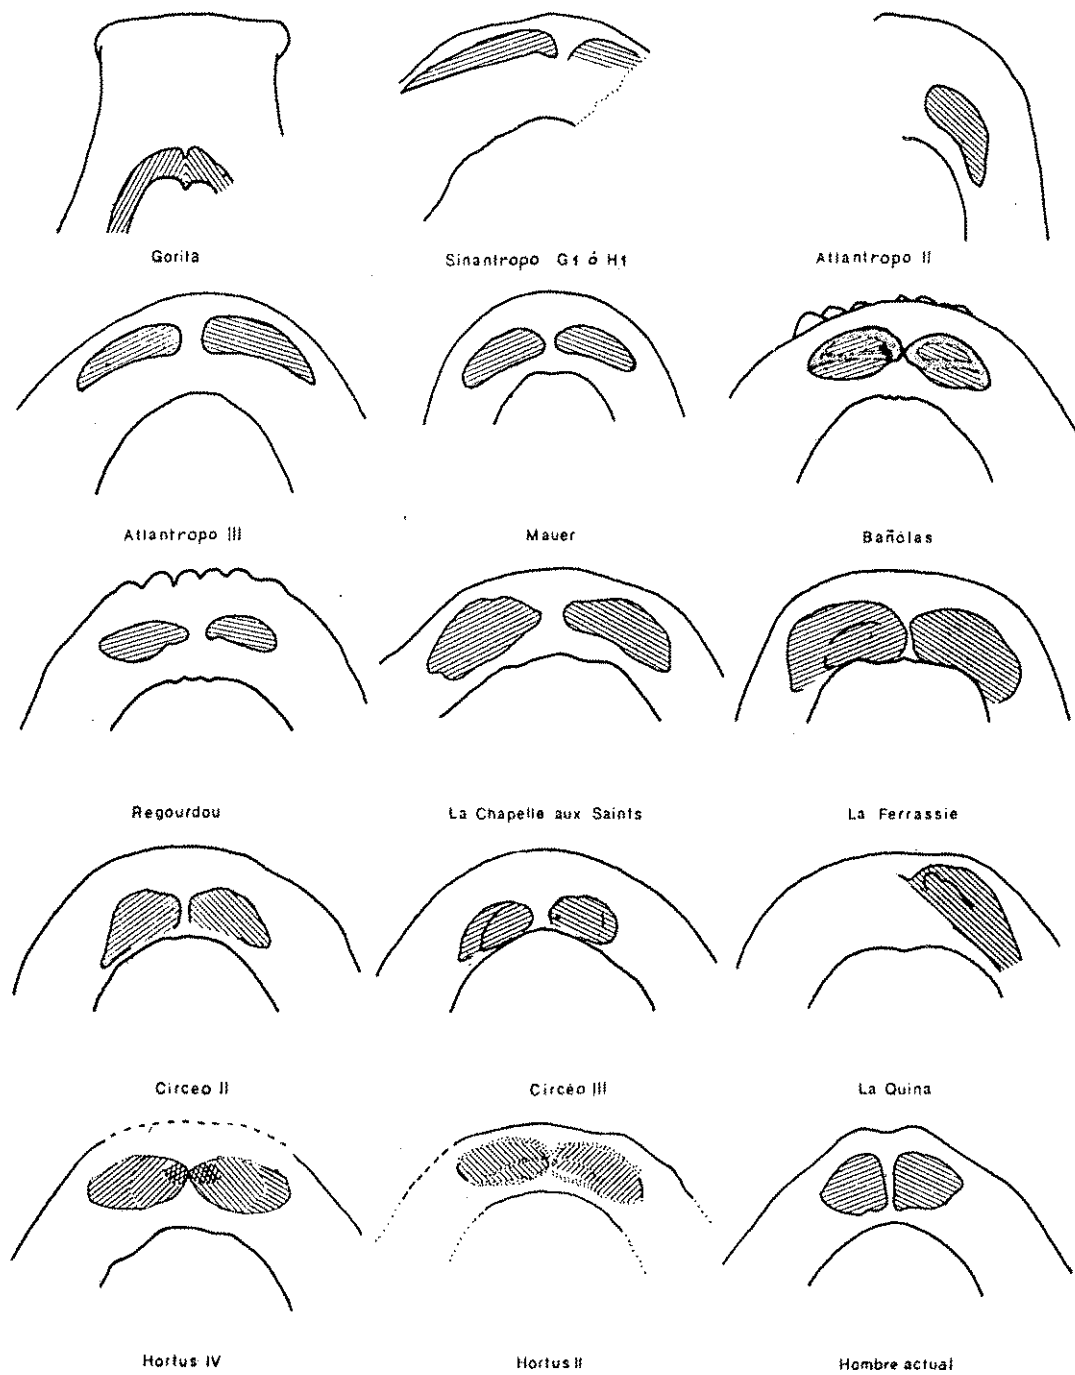 Gorila
Sinantropo G1 ó H1
Atlantropo II
Atlantropo III
Mauer
Bañolas
Regourdou
La Chapelle aux Saints
La Ferrassie
Circeo II
Circeo III
La Quina
Hortus IV
Hortus II
Hombre actual